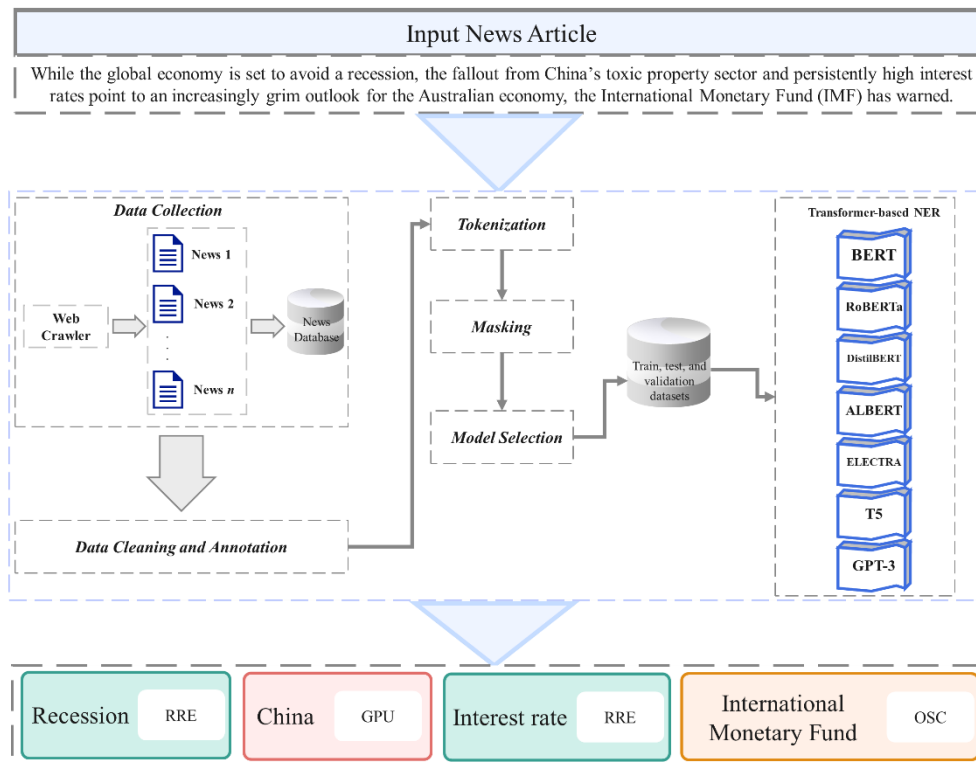 Input News Article
While the global economy is set to avoid a recession, the fallout from China’s toxic property sector and persistently high interest
rates point to an increasingly grim outlook for the Australian economy, the International Monetary Fund (IMF) has warned.
Data Collection
Web
Crawler
News 1
News 2
.
.
.
News n
News
Database
Data Cleaning and Annotation
Tokenization
Masking
Model Selection
Train, test, and
validation
datasets
Transformer-based NER
BERT
RoBERTa
DistilBERT
ALBERT
ELECTRA
T5
GPT-3
Recession
RRE
China
GPU
Interest rate
RRE
International
Monetary Fund
OSC